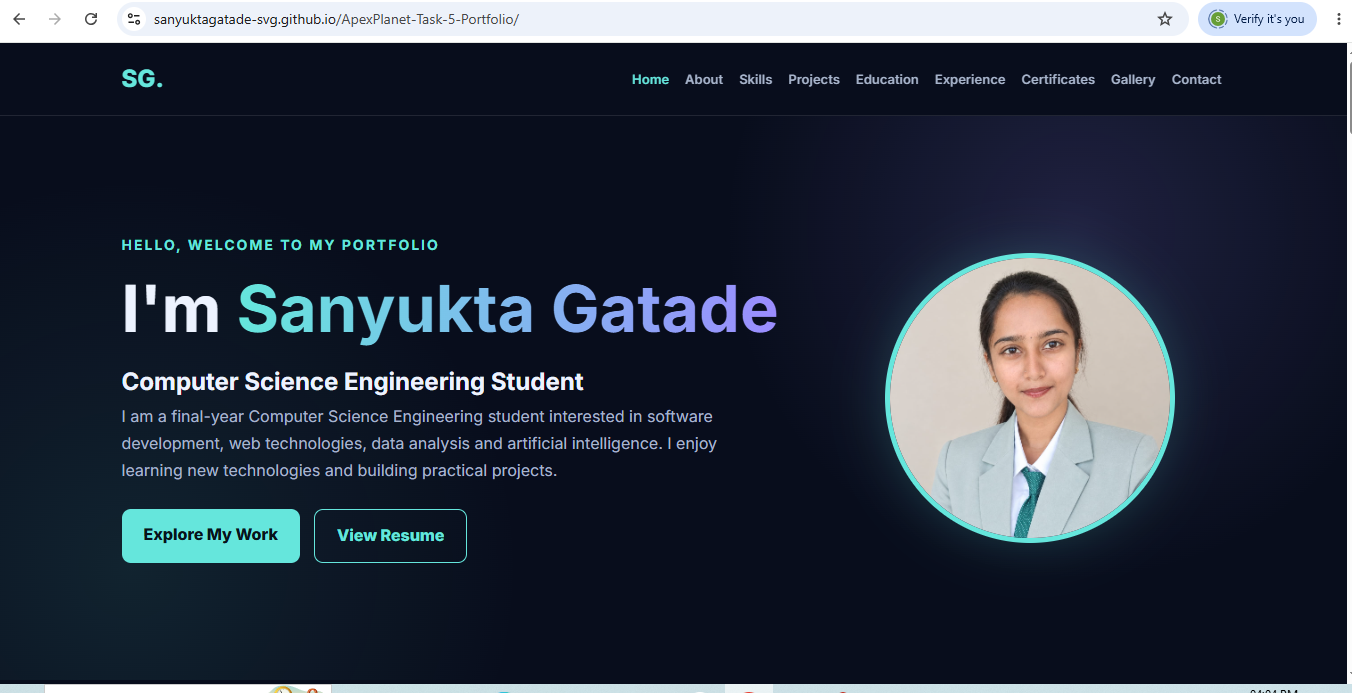 sanyuktagatade-svg.github.io/ApexPlanet-Task-5-Portfolio/
S
Verify it's you
SG.
Home About Skills Projects Education Experience Certificates Gallery Contact
HELLO, WELCOME TO MY PORTFOLIO
I'm Sanyukta Gatade
Computer Science Engineering Student
I am a final-year Computer Science Engineering student interested in software
development, web technologies, data analysis and artificial intelligence. I enjoy
learning new technologies and building practical projects.
Explore My Work
View Resume